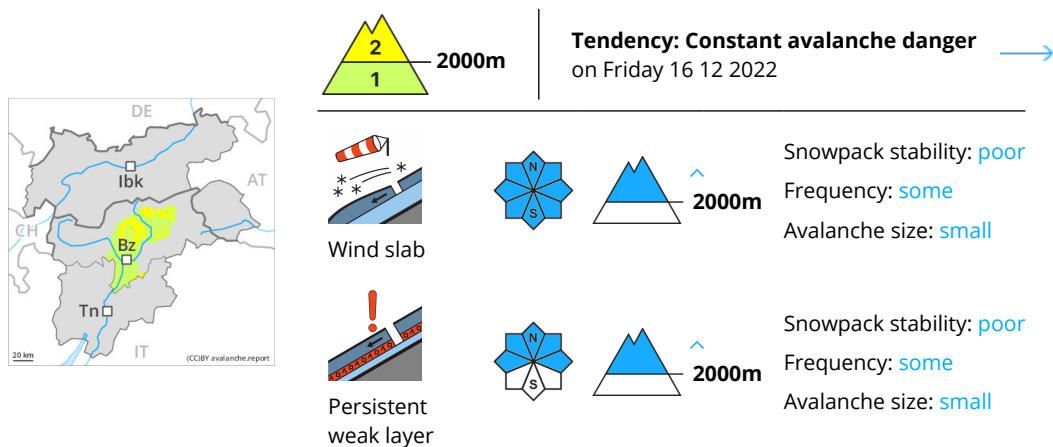 2
1
2000m
Tendency: Constant avalanche danger
on Friday 16 12 2022
DE
Ibk
AT
CH
Bz
Tn
IT
20 km
(CC)BY avalanche.report
N
S
2000m
Wind slab
Snowpack stability: poor
Frequency: some
Avalanche size: small
N
S
2000m
Persistent
weak layer
Snowpack stability: poor
Frequency: some
Avalanche size: small